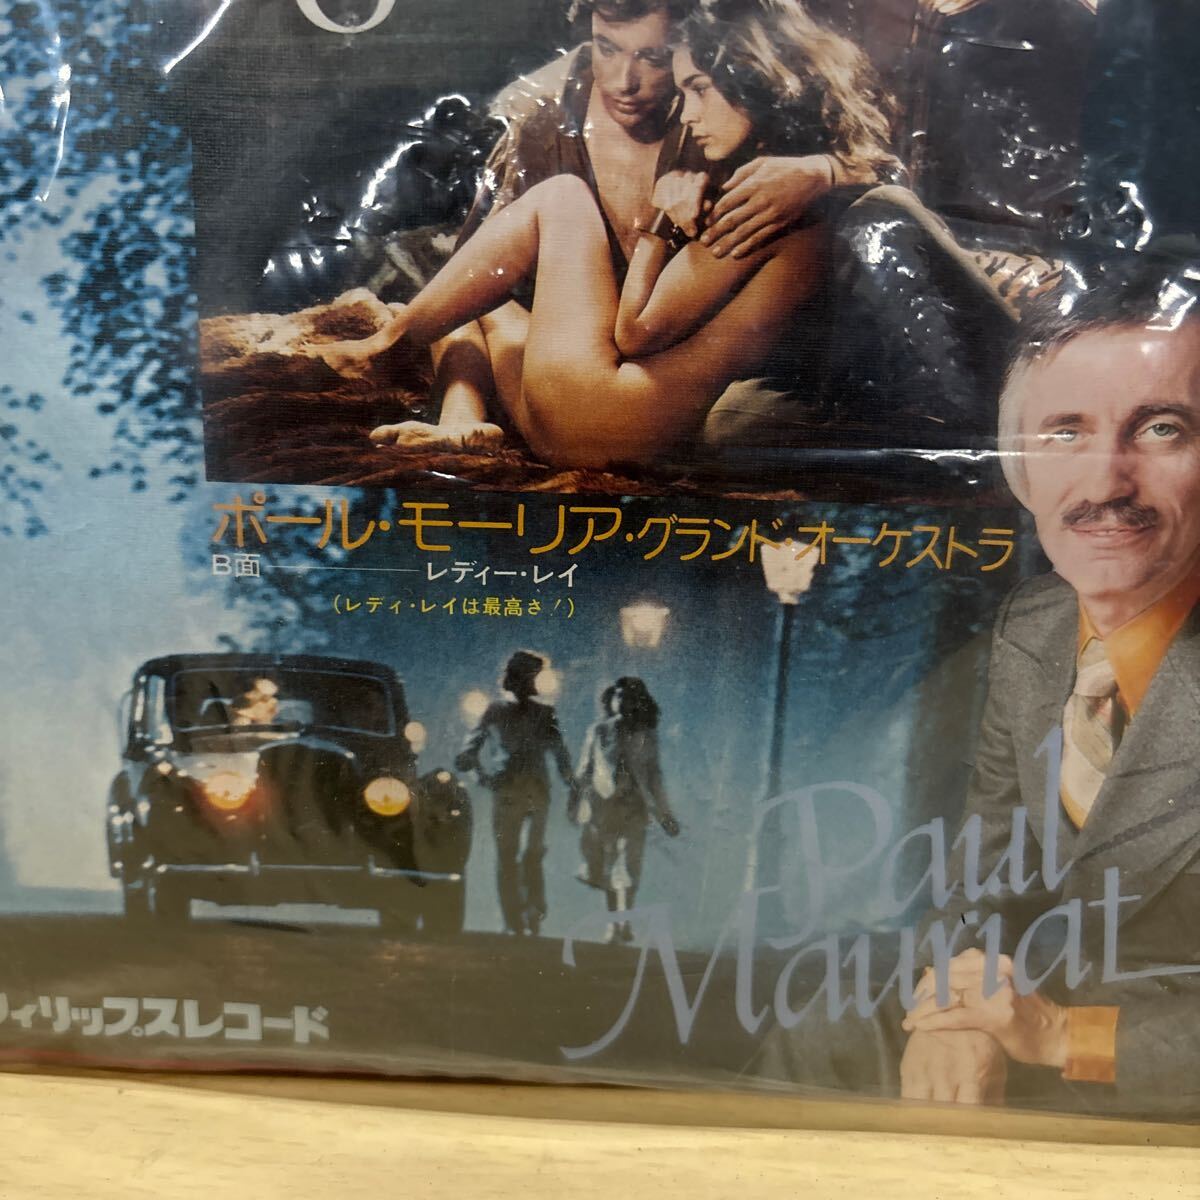 ポール・モーリア・グランド・オーケストラ
B面 レディー・レイ
(レディ・レイは最高さ!)
Paul
Mauriat
フィリップスレコード